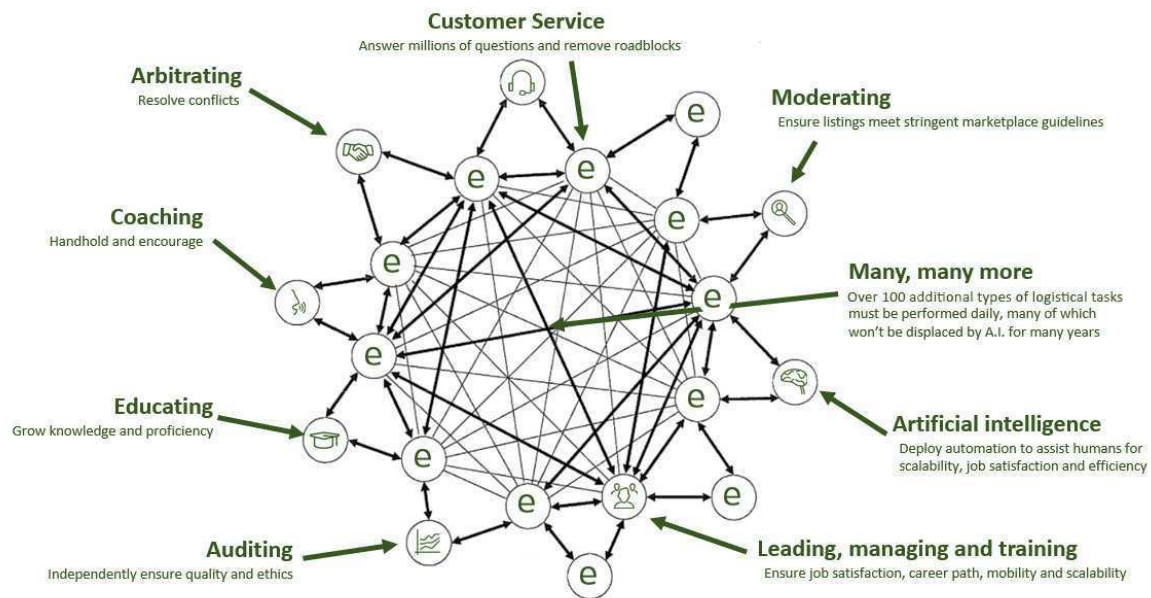 Customer Service
Answer millions of questions and remove roadblocks
Arbitrating
Resolve conflicts
Moderating
Ensure listings meet stringent marketplace guidelines
Coaching
Handhold and encourage
Many, many more
Over 100 additional types of logistical tasks
must be performed daily, many of which
won't be displaced by A.I. for many years
Educating
Grow knowledge and proficiency
Artificial intelligence
Deploy automation to assist humans for
scalability, job satisfaction and efficiency
Auditing
Independently ensure quality and ethics
Leading, managing and training
Ensure job satisfaction, career path, mobility and scalability
e
e
e
e
e
e
e
e
e
e
e
e